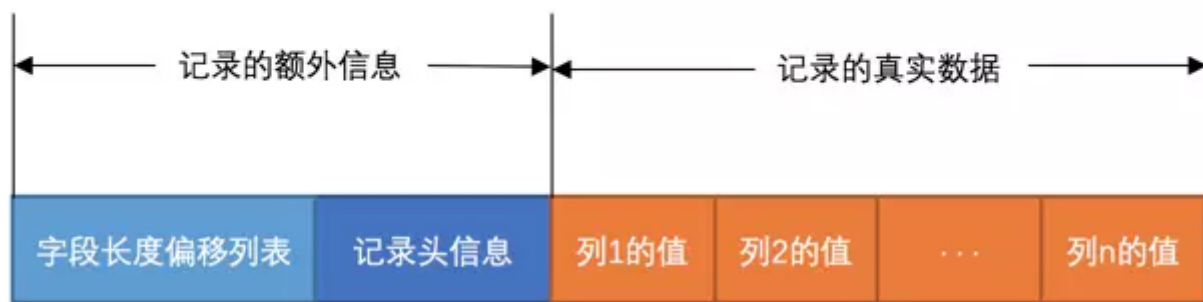 记录的额外信息
记录的真实数据
字段长度偏移列表
记录头信息
列1的值
列2的值
···
列n的值